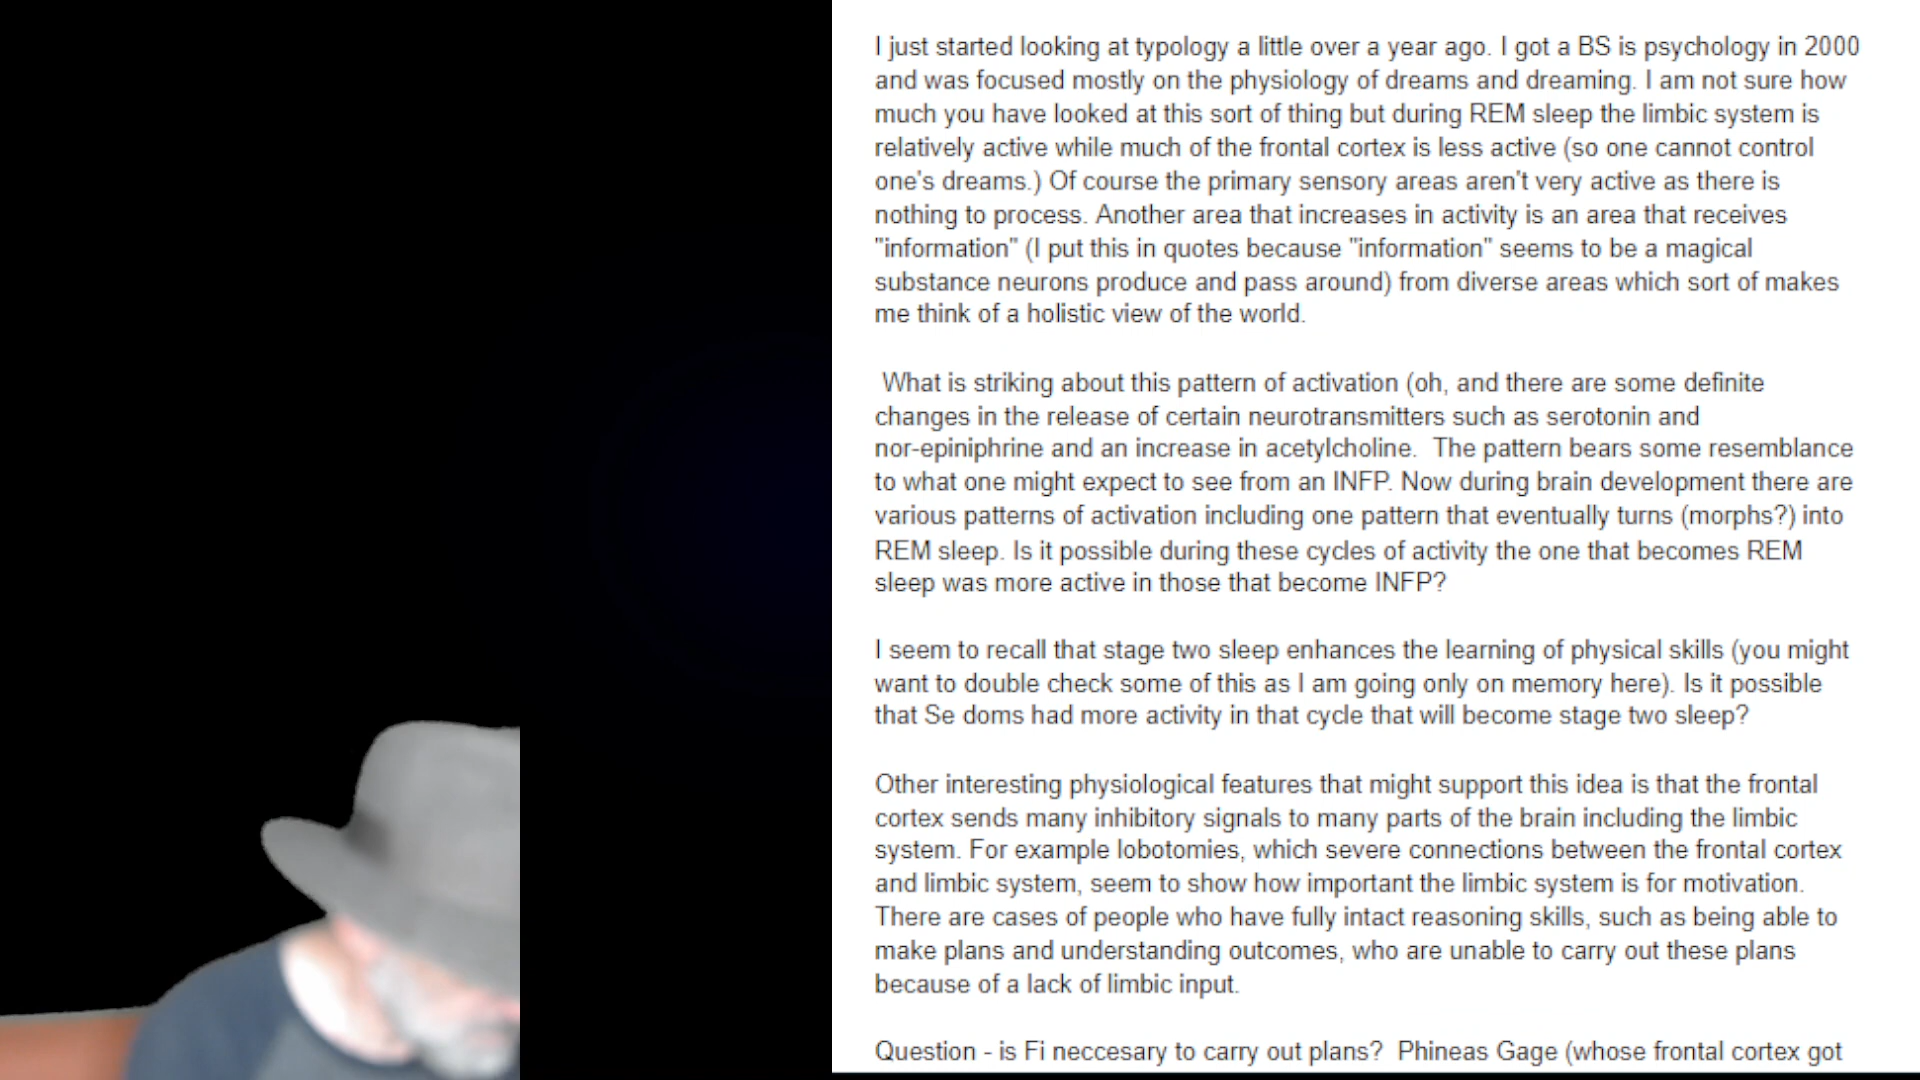 I just started looking at typology a little over a year ago. I got a BS is psychology in 2000
and was focused mostly on the physiology of dreams and dreaming. I am not sure how
much you have looked at this sort of thing but during REM sleep the limbic system is
relatively active while much of the frontal cortex is less active (so one cannot control
one's dreams.) Of course the primary sensory areas aren't very active as there is
nothing to process. Another area that increases in activity is an area that receives
"information" (I put this in quotes because "information" seems to be a magical
substance neurons produce and pass around) from diverse areas which sort of makes
me think of a holistic view of the world.
What is striking about this pattern of activation (oh, and there are some definite
changes in the release of certain neurotransmitters such as serotonin and
nor-epiniphrine and an increase in acetylcholine.  The pattern bears some resemblance
to what one might expect to see from an INFP. Now during brain development there are
various patterns of activation including one pattern that eventually turns (morphs?) into
REM sleep. Is it possible during these cycles of activity the one that becomes REM
sleep was more active in those that become INFP?
I seem to recall that stage two sleep enhances the learning of physical skills (you might
want to double check some of this as I am going only on memory here). Is it possible
that Se doms had more activity in that cycle that will become stage two sleep?
Other interesting physiological features that might support this idea is that the frontal
cortex sends many inhibitory signals to many parts of the brain including the limbic
system. For example lobotomies, which severe connections between the frontal cortex
and limbic system, seem to show how important the limbic system is for motivation.
There are cases of people who have fully intact reasoning skills, such as being able to
make plans and understanding outcomes, who are unable to carry out these plans
because of a lack of limbic input.
Question - is Fi neccesary to carry out plans?  Phineas Gage (whose frontal cortex got